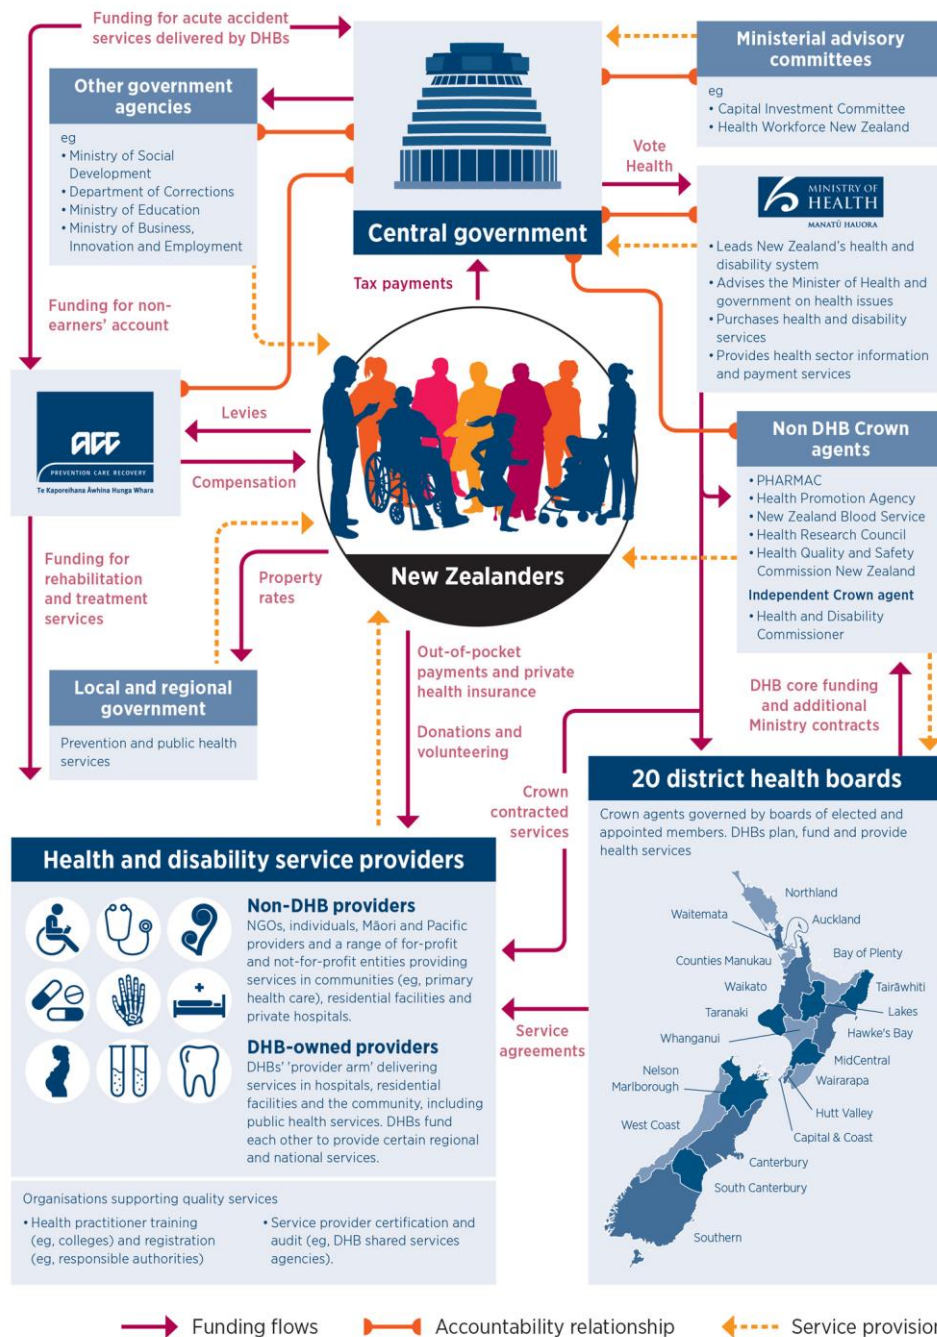 Funding for acute accident
services delivered by DHBs
Other government
agencies
eg
• Ministry of Social
Development
• Department of Corrections
• Ministry of Education
• Ministry of Business,
Innovation and Employment
Central government
Ministerial advisory
committees
eg
• Capital Investment Committee
• Health Workforce New Zealand
Vote
Health
MINISTRY OF
HEALTH
MANATŪ HAUORA
• Leads New Zealand's health and
disability system
• Advises the Minister of Health and
government on health issues
• Purchases health and disability
services
• Provides health sector information
and payment services
Tax payments
Funding for non-
earners' account
acc
PREVENTION CARE RECOVERY
Te Kaporeihana Āwhina Hunga Whara
Levies
Compensation
New Zealanders
Non DHB Crown
agents
• PHARMAC
• Health Promotion Agency
• New Zealand Blood Service
• Health Research Council
• Health Quality and Safety
Commission New Zealand
Independent Crown agent
• Health and Disability
Commissioner
Funding for
rehabilitation
and treatment
services
Property
rates
Local and regional
government
Prevention and public health
services
Out-of-pocket
payments and private
health insurance
Donations and
volunteering
Crown
contracted
services
DHB core funding
and additional
Ministry contracts
20 district health boards
Crown agents governed by boards of elected and
appointed members. DHBs plan, fund and provide
health services
Northland
Waitemata
Auckland
Counties Manukau
Bay of Plenty
Waikato
Tairāwhiti
Taranaki
Lakes
Whanganui
Hawke's Bay
MidCentral
Nelson
Marlborough
Wairarapa
Hutt Valley
West Coast
Capital & Coast
Canterbury
South Canterbury
Southern
Health and disability service providers
Non-DHB providers
NGOs, individuals, Māori and Pacific
providers and a range of for-profit
and not-for-profit entities providing
services in communities (eg, primary
health care), residential facilities and
private hospitals.
DHB-owned providers
DHBs' 'provider arm' delivering
services in hospitals, residential
facilities and the community, including
public health services. DHBs fund
each other to provide certain regional
and national services.
Service
agreements
Organisations supporting quality services
• Health practitioner training
(eg, colleges) and registration
(eg, responsible authorities)
• Service provider certification and
audit (eg, DHB shared services
agencies).
Funding flows
Accountability relationship
Service provision